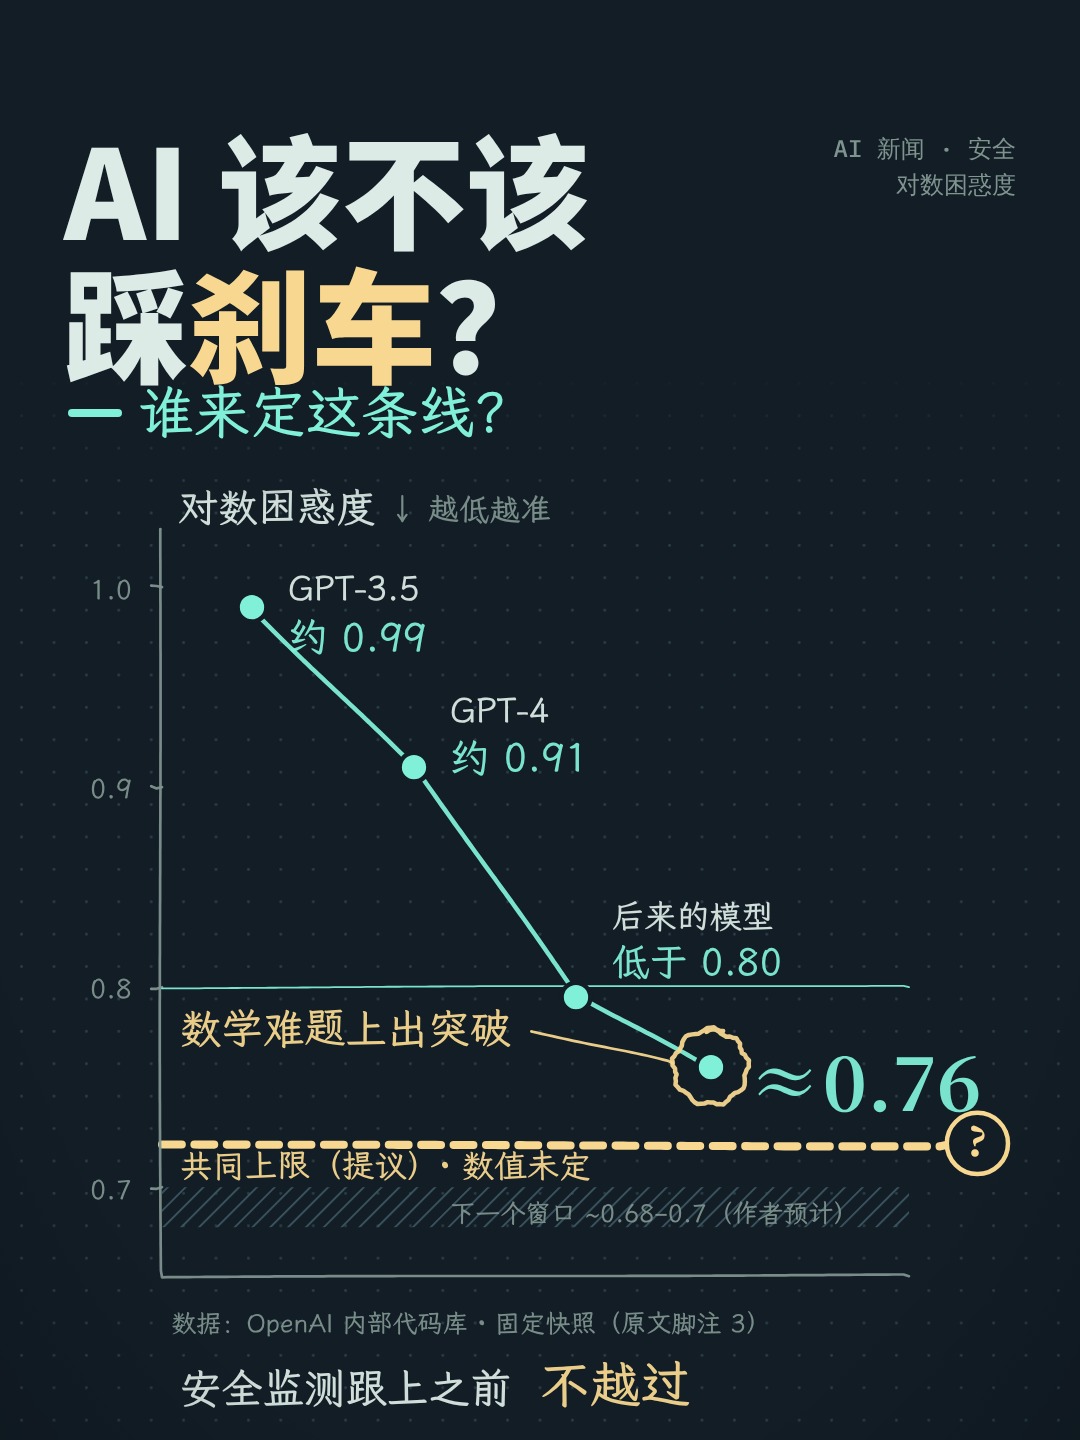 AI 该不该
踩刹车?
AI 新闻 · 安全
对数困惑度
谁来定这条线?
对数困惑度 ↓ 越低越准
1.0
GPT-3.5
约 0.99
GPT-4
约 0.91
0.9
后来的模型
低于 0.80
0.8
数学难题上出突破
≈0.76
?
共同上限（提议）· 数值未定
0.7
下一个窗口 ~0.68–0.7（作者预计）
数据：OpenAI 内部代码库 · 固定快照（原文脚注 3）
安全监测跟上之前 不越过